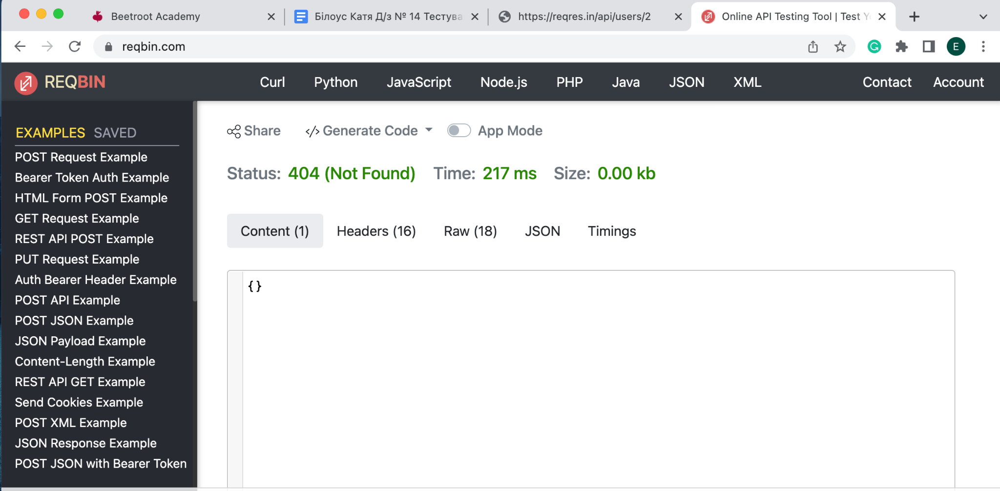 Beetroot Academy
Білоус Катя Д/з № 14 Тестува
https://reqres.in/api/users/2
Online API Testing Tool | Test Yo
reqbin.com
E
REQBIN
Curl
Python
JavaScript
Node.js
PHP
Java
JSON
XML
Contact
Account
EXAMPLES SAVED
POST Request Example
Bearer Token Auth Example
HTML Form POST Example
GET Request Example
REST API POST Example
PUT Request Example
Auth Bearer Header Example
POST API Example
POST JSON Example
JSON Payload Example
Content-Length Example
REST API GET Example
Send Cookies Example
POST XML Example
JSON Response Example
POST JSON with Bearer Token
Share
</> Generate Code
App Mode
Status: 404 (Not Found) Time: 217 ms Size: 0.00 kb
Content (1)
Headers (16)
Raw (18)
JSON
Timings
{}